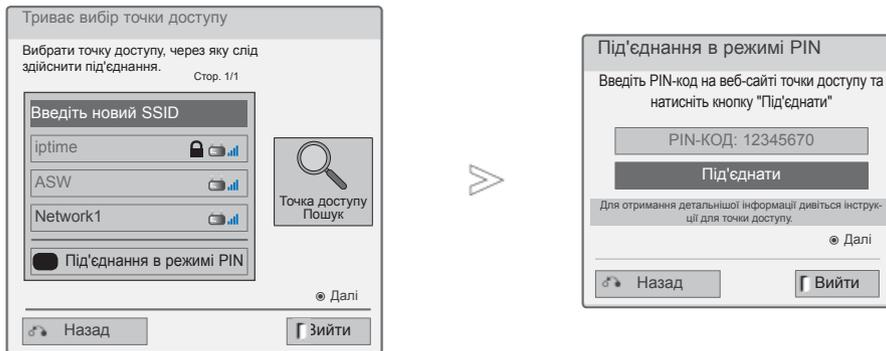 Триває вибір точки доступу
Вибрати точку доступу, через яку слід
здійснити під'єднання.
Стор. 1/1
Введіть новий SSID
iptime
ASW
Network1
Під'єднання в режимі PIN
Точка доступу
Пошук
Далі
Назад
Вийти
Під'єднання в режимі PIN
Введіть PIN-код на веб-сайті точки доступу та
натисніть кнопку "Під'єднати"
PIN-КОД: 12345670
Під'єднати
Для отримання детальнішої інформації дивіться інструк-
ції для точки доступу.
Далі
Назад
Вийти